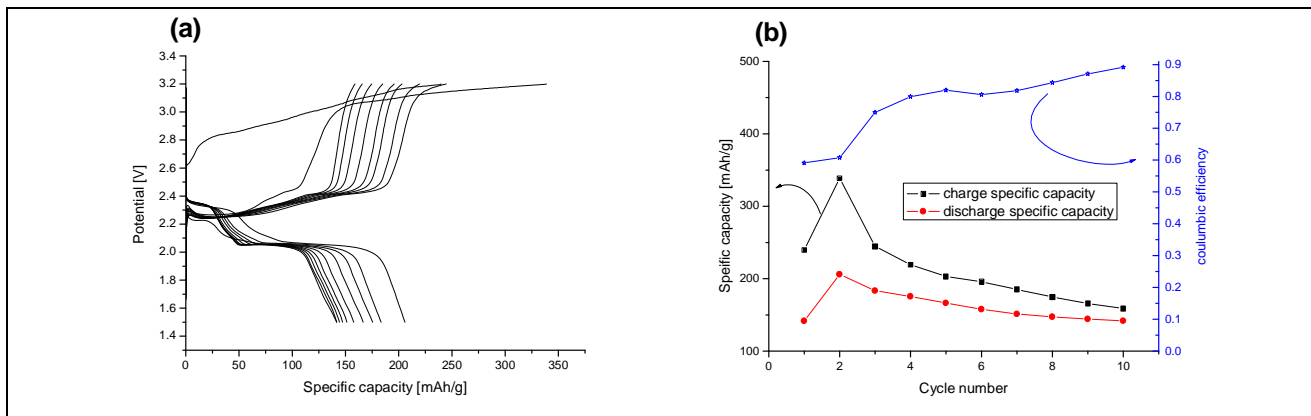 (a)
3.4
3.2
3.0
2.8
2.6
2.4
2.2
2.0
1.8
1.6
1.4
Potential [V]
0 50 100 150 200 250 300 350
Specific capacity [mAh/g]
(b)
500
450
400
350
300
250
200
150
100
Speific capacity [mAh/g]
charge specific capacity
discharge specific capacity
0.9
0.8
0.7
0.6
0.5
0.4
0.3
0.2
0.1
0.0
coulumbic efficiency
0 2 4 6 8 10
Cycle number